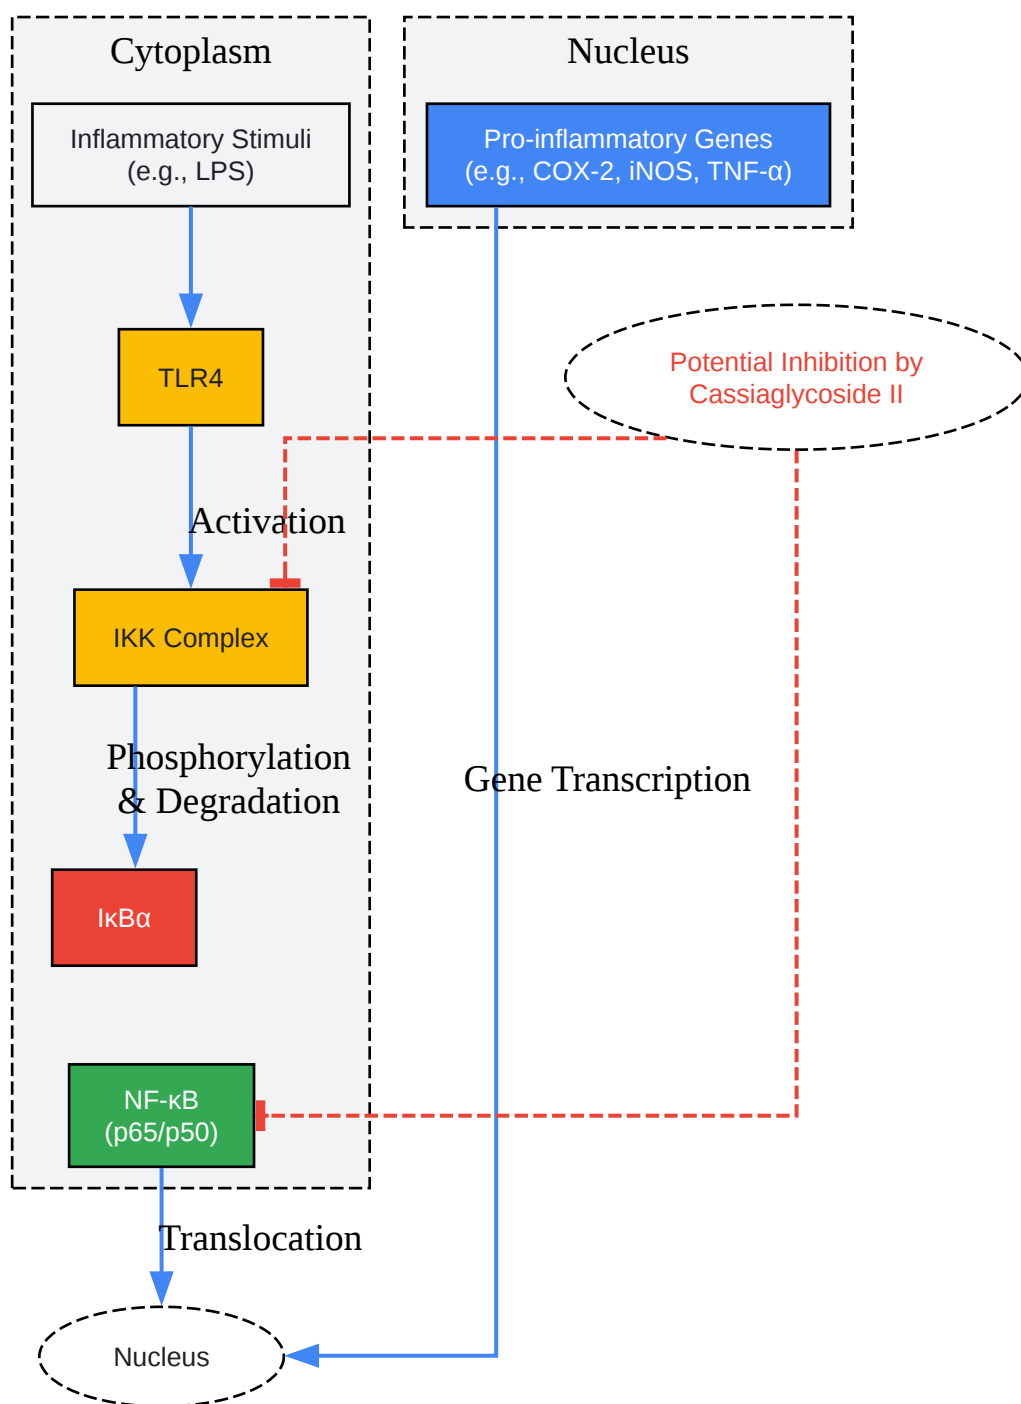 Cytoplasm
Nucleus
Inflammatory Stimuli
(e.g., LPS)
Pro-inflammatory Genes
(e.g., COX-2, iNOS, TNF-α)
TLR4
Potential Inhibition by
Cassiaglycoside II
Activation
IKK Complex
Phosphorylation
& Degradation
Gene Transcription
IκBα
NF-κB
(p65/p50)
Translocation
Nucleus